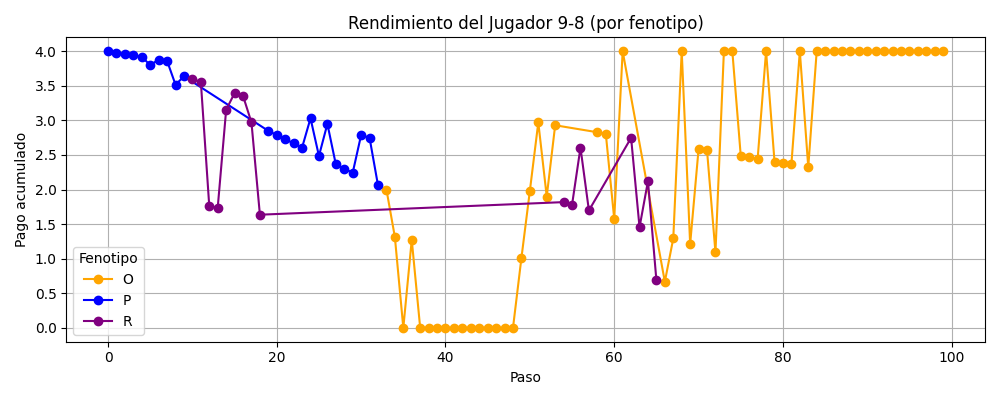 Rendimiento del Jugador 9-8 (por fenotipo)
Pago acumulado
4.0
3.5
3.0
2.5
2.0
1.5
1.0
0.5
0.0
Fenotipo
O
P
R
0 20 40 60 80 100
Paso